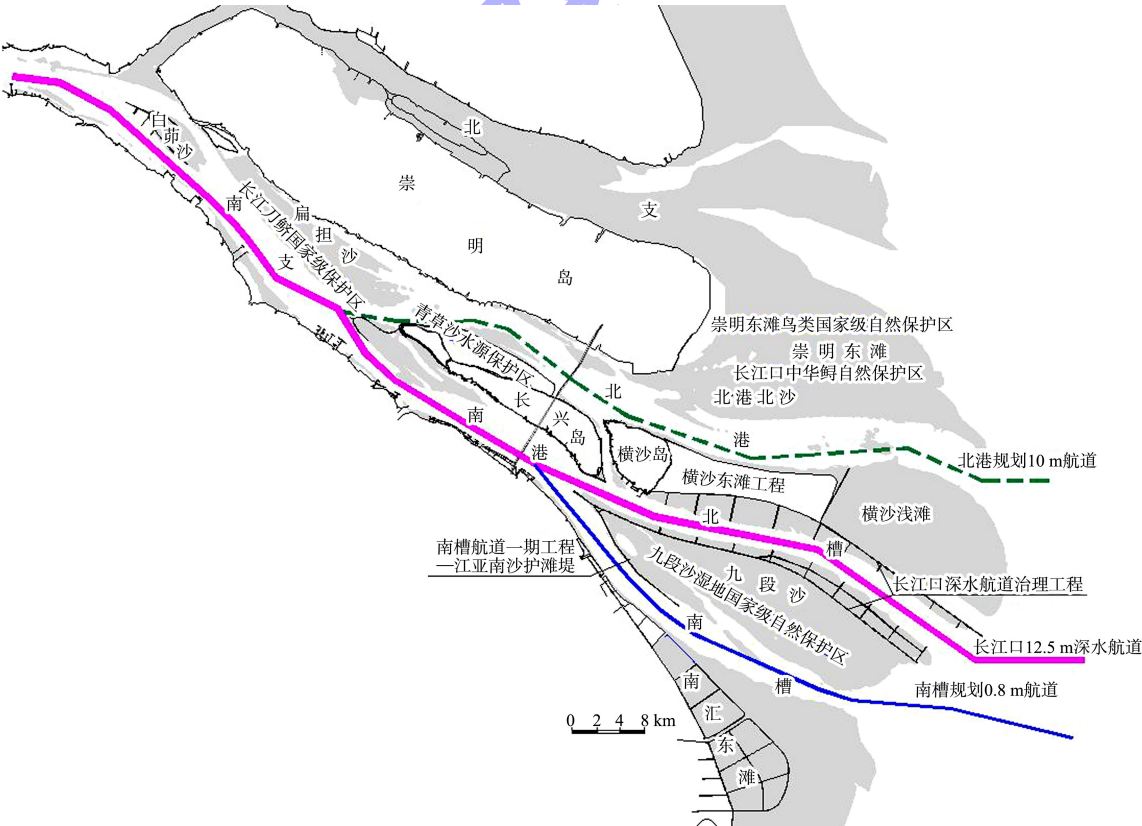 北
支
白茆沙
崇明岛
南支
长江刀鲚国家级保护区
扁担沙
青草沙水源保护区
崇明东滩鸟类国家级自然保护区
崇明东滩
长江口中华鲟自然保护区
北港北沙
北港
长兴岛
南港
横沙岛
北港规划10 m航道
横沙东滩工程
横沙浅滩
北槽
南槽航道一期工程
—江亚南沙护滩堤
九段沙
九段沙湿地国家级自然保护区
长江口深水航道治理工程
长江口12.5 m深水航道
南槽
南槽规划0.8 m航道
南汇东滩
0 2 4 8 km